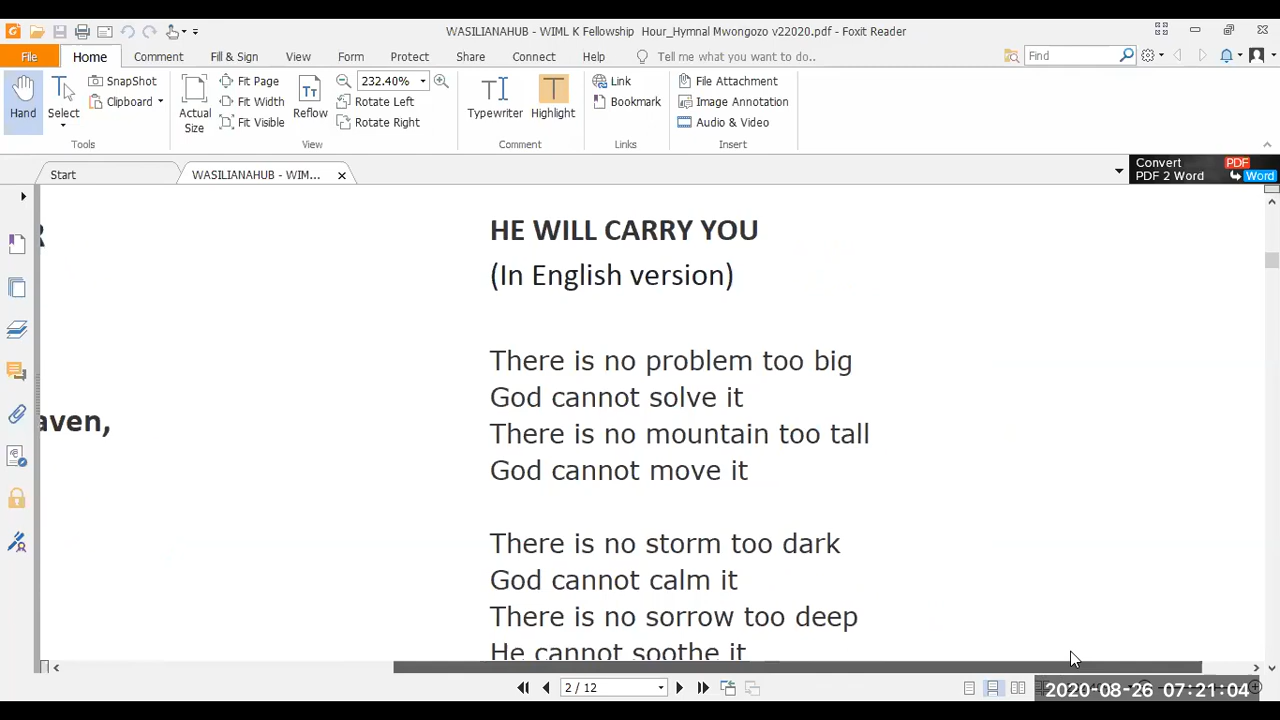 WASILIANAHUB - WIML K Fellowship Hour_Hymnal Mwongozo v22020.pdf - Foxit Reader
File Home Comment Fill & Sign View Form Protect Share Connect Help Tell me what you want to do.. Find
SnapShot Fit Page 232.40% Link File Attachment
Clipboard Fit Width Rotate Left Bookmark Image Annotation
Hand Select Actual Size Fit Visible Reflow Rotate Right Typewriter Highlight Audio & Video
Tools View Comment Links Insert
Start WASILIANAHUB - WIM... Convert PDF
PDF 2 Word Word
R
HE WILL CARRY YOU
(In English version)
There is no problem too big
God cannot solve it
aven,
There is no mountain too tall
God cannot move it
There is no storm too dark
God cannot calm it
There is no sorrow too deep
He cannot soothe it
2 / 12
2020-08-26 07:21:04